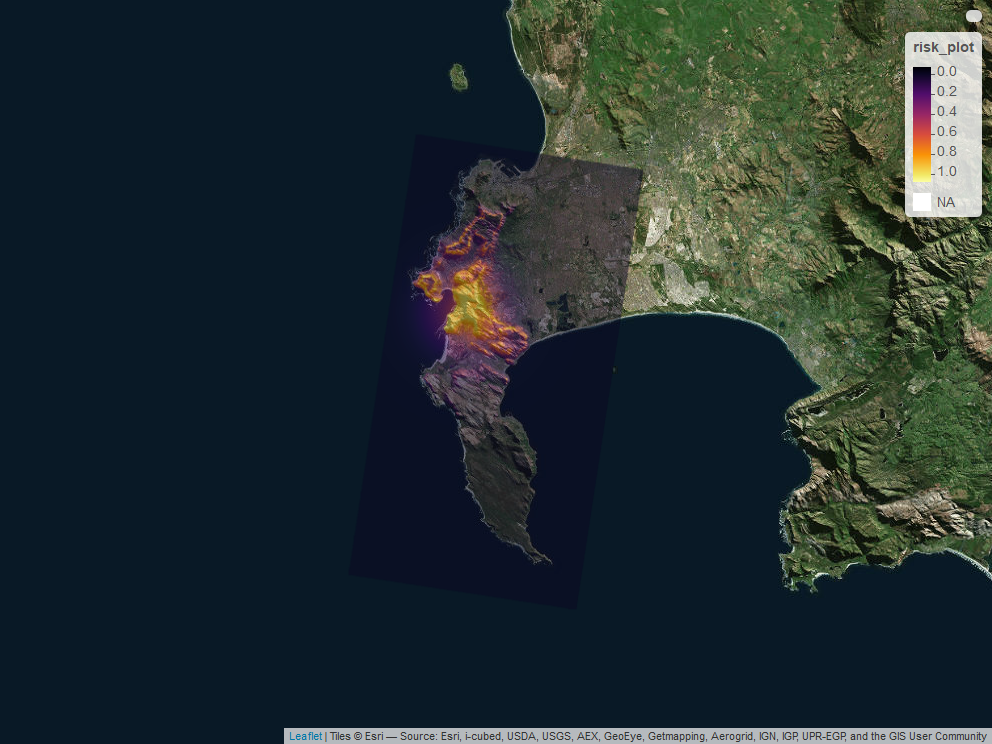 risk_plot
0.0
0.2
0.4
0.6
0.8
1.0
NA
Leaflet | Tiles © Esri — Source: Esri, i-cubed, USDA, USGS, AEX, GeoEye, Getmapping, Aerogrid, IGN, IGP, UPR-EGP, and the GIS User Community